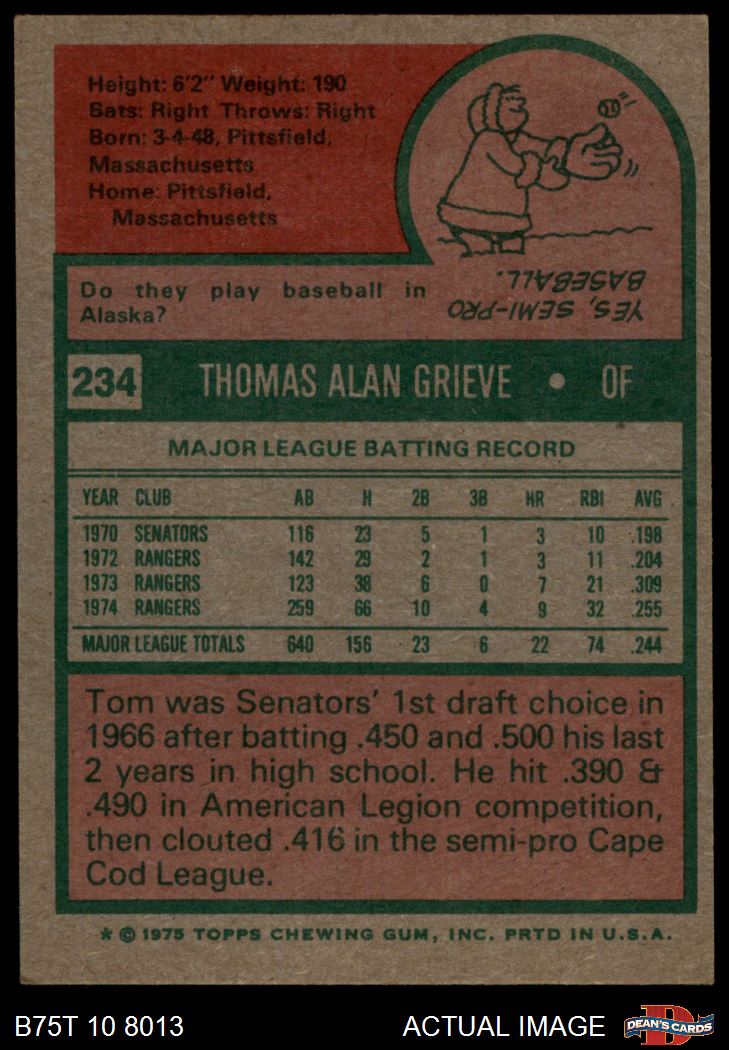 Height: 6'2" Weight: 190
Bats: Right Throws: Right
Born: 3-4-48, Pittsfield,
Massachusetts
Home: Pittsfield,
Massachusetts
Do they play baseball in
Alaska?
YES, SEMI-PRO
BASEBALL.
234 THOMAS ALAN GRIEVE • OF
MAJOR LEAGUE BATTING RECORD
YEAR CLUB AB H 2B 3B HR RBI AVG.
1970 SENATORS 116 23 5 1 3 10 .198
1972 RANGERS 142 29 2 1 3 11 .204
1973 RANGERS 123 38 6 0 7 21 .309
1974 RANGERS 259 66 10 4 9 32 .255
MAJOR LEAGUE TOTALS 640 156 23 6 22 74 .244
Tom was Senators' 1st draft choice in
1966 after batting .450 and .500 his last
2 years in high school. He hit .390 &
.490 in American Legion competition,
then clouted .416 in the semi-pro Cape
Cod League.
* © 1975 TOPPS CHEWING GUM, INC. PRTD IN U.S.A.
B75T 10 8013 ACTUAL IMAGE DEAN'S CARDS